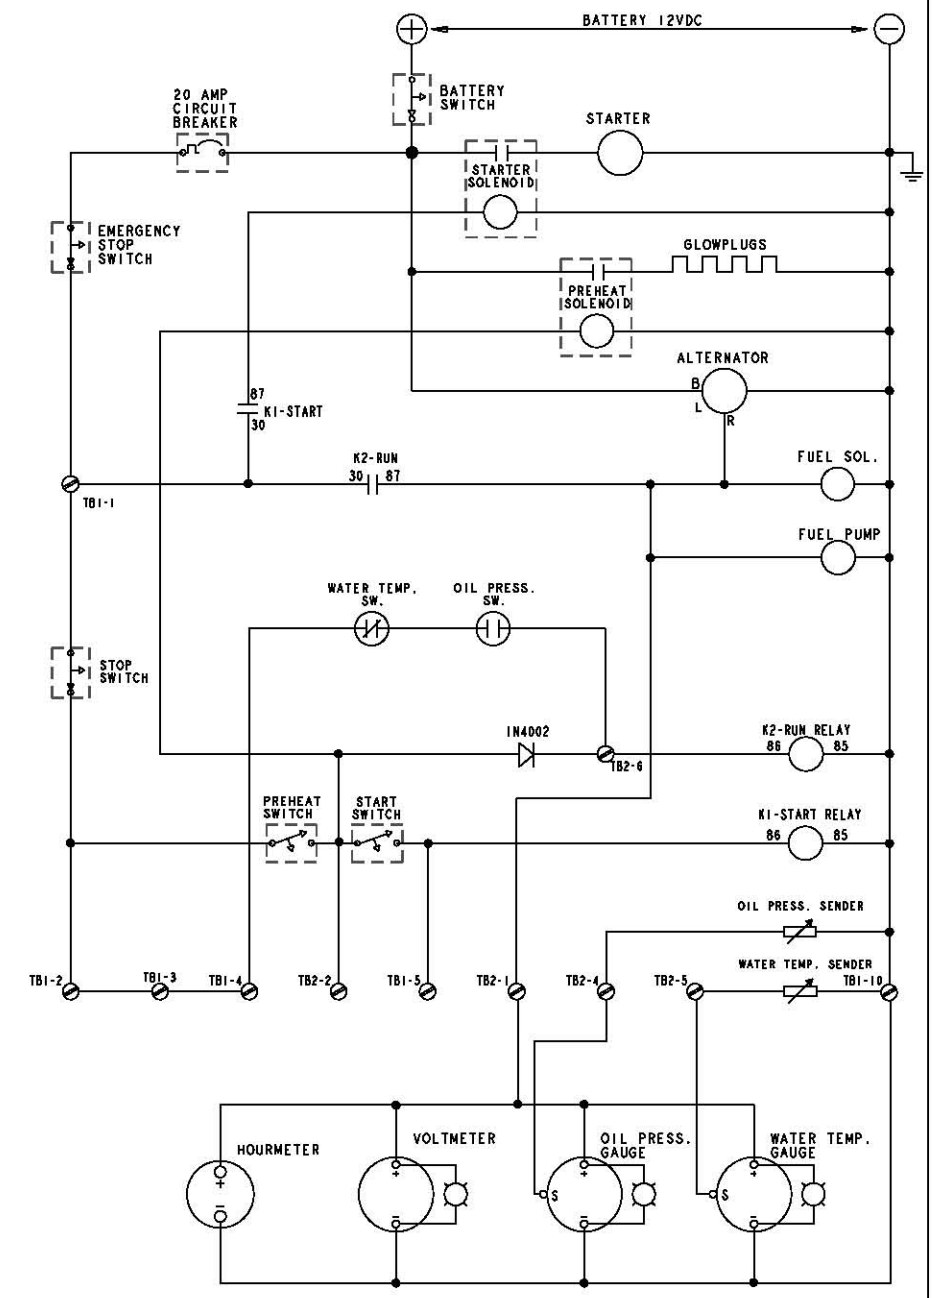 BATTERY 12VDC
+
−
BATTERY
SWITCH
20 AMP
CIRCUIT
BREAKER
STARTER
STARTER
SOLENOID
EMERGENCY
STOP
SWITCH
GLOWPLUGS
PREHEAT
SOLENOID
ALTERNATOR
B
L
R
87
K1-START
30
K2-RUN
30 87
FUEL SOL.
TB1-1
FUEL PUMP
WATER TEMP.
SW.
OIL PRESS.
SW.
STOP
SWITCH
1N4002
TB2-6
K2-RUN RELAY
86 85
PREHEAT
SWITCH
START
SWITCH
K1-START RELAY
86 85
OIL PRESS. SENDER
WATER TEMP. SENDER
TB1-2
TB1-3
TB1-4
TB2-2
TB1-5
TB2-1
TB2-4
TB2-5
TB1-10
HOURMETER
+
−
VOLTMETER
+
−
OIL PRESS.
GAUGE
+
S
−
WATER TEMP.
GAUGE
+
S
−